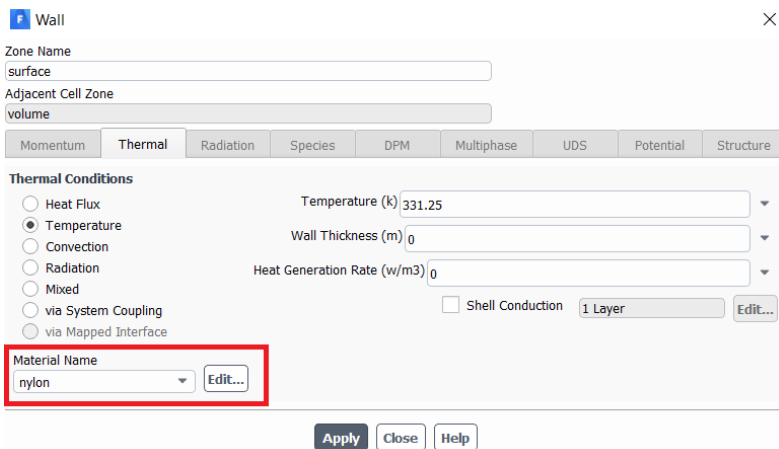 F Wall
Zone Name
surface
Adjacent Cell Zone
volume
Momentum Thermal Radiation Species DPM Multiphase UDS Potential Structure
Thermal Conditions
Heat Flux
Temperature
Convection
Radiation
Mixed
via System Coupling
via Mapped Interface
Temperature (k) 331.25
Wall Thickness (m) 0
Heat Generation Rate (w/m3) 0
Shell Conduction 1 Layer Edit...
Material Name
nylon Edit...
Apply Close Help